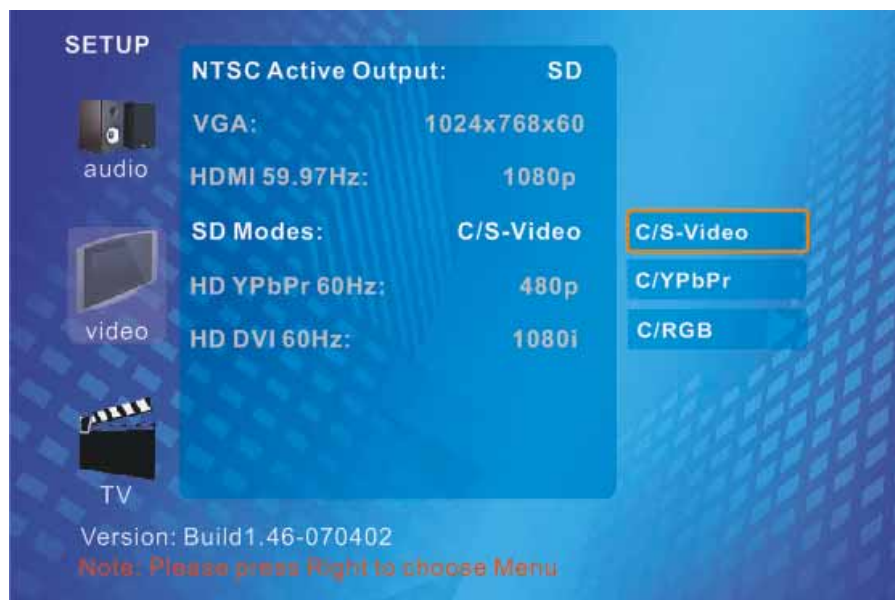 SETUP
NTSC Active Output: SD
VGA: 1024x768x60
audio
HDMI 59.97Hz: 1080p
SD Modes: C/S-Video
C/S-Video
HD YPbPr 60Hz: 480p
C/YPbPr
video
HD DVI 60Hz: 1080i
C/RGB
TV
Version: Build1.46-070402
Note: Please press Right to choose Menu